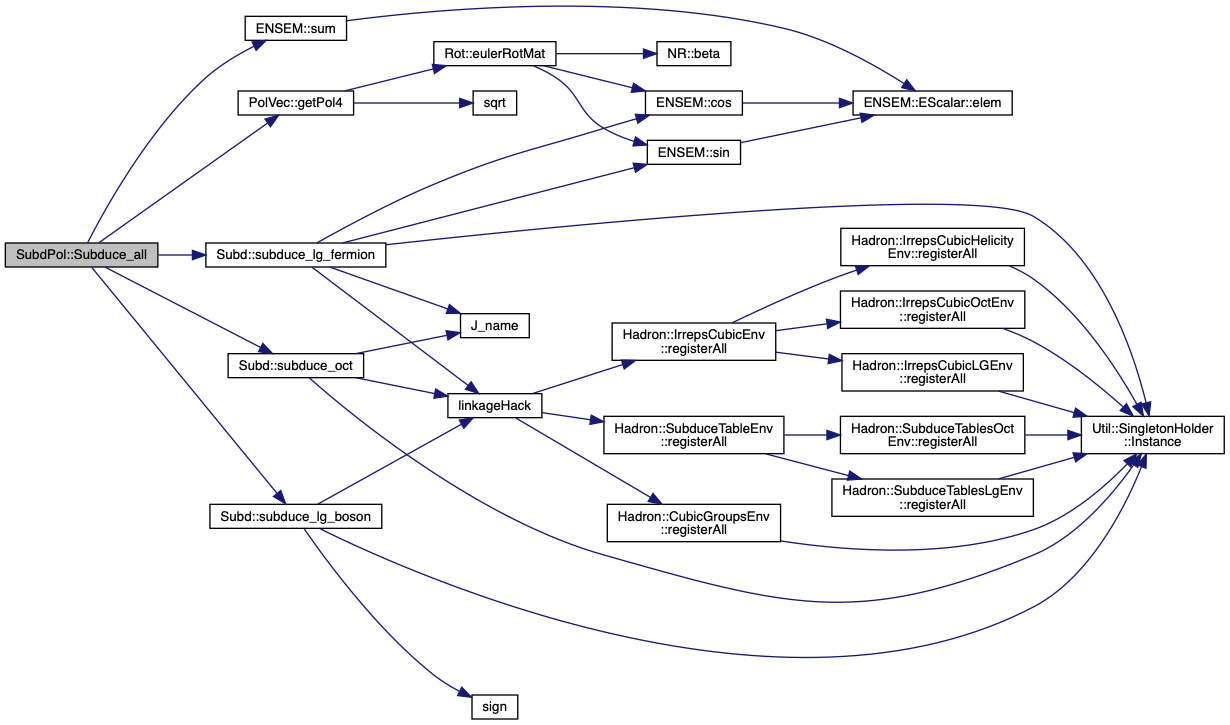 ENSEM::sum
Rot::eulerRotMat
NR::beta
PolVec::getPol4
sqrt
ENSEM::cos
ENSEM::EScalar::elem
ENSEM::sin
SubdPol::Subduce_all
Subd::subduce_lg_fermion
Hadron::IrrepsCubicHelicity
Env::registerAll
J_name
Hadron::IrrepsCubicOctEnv
::registerAll
Hadron::IrrepsCubicEnv
::registerAll
Subd::subduce_oct
Hadron::IrrepsCubicLGEnv
::registerAll
linkageHack
Hadron::SubduceTableEnv
::registerAll
Hadron::SubduceTablesOct
Env::registerAll
Util::SingletonHolder
::Instance
Hadron::SubduceTablesLgEnv
::registerAll
Subd::subduce_lg_boson
Hadron::CubicGroupsEnv
::registerAll
sign